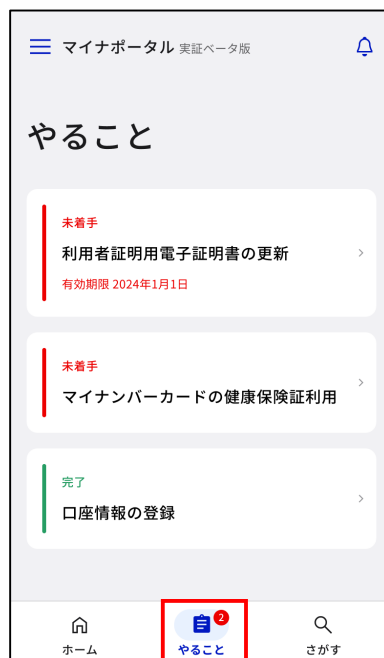 マイナポータル 実証ベータ版
やること
未着手
利用者証明用電子証明書の更新
有効期限 2024年1月1日
未着手
マイナンバーカードの健康保険証利用
完了
口座情報の登録
2
ホーム やること さがす